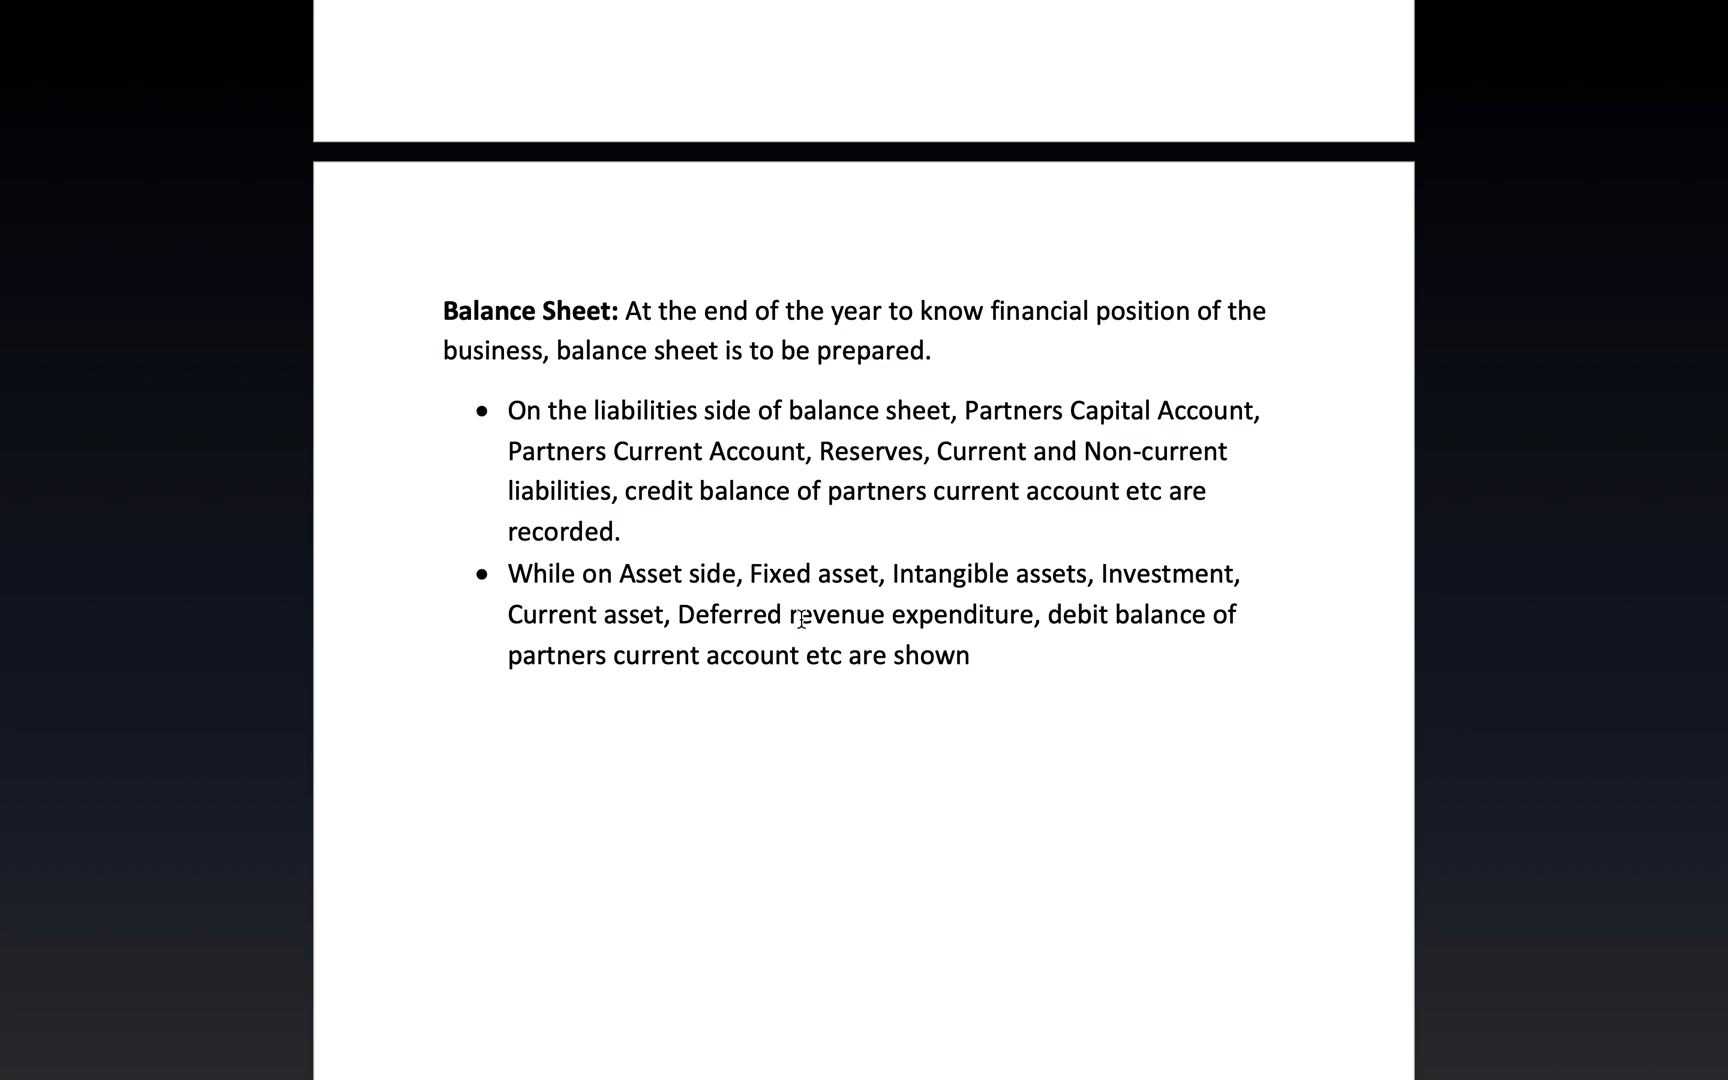 Balance Sheet: At the end of the year to know financial position of the
business, balance sheet is to be prepared.
• On the liabilities side of balance sheet, Partners Capital Account,
Partners Current Account, Reserves, Current and Non-current
liabilities, credit balance of partners current account etc are
recorded.
• While on Asset side, Fixed asset, Intangible assets, Investment,
Current asset, Deferred revenue expenditure, debit balance of
partners current account etc are shown